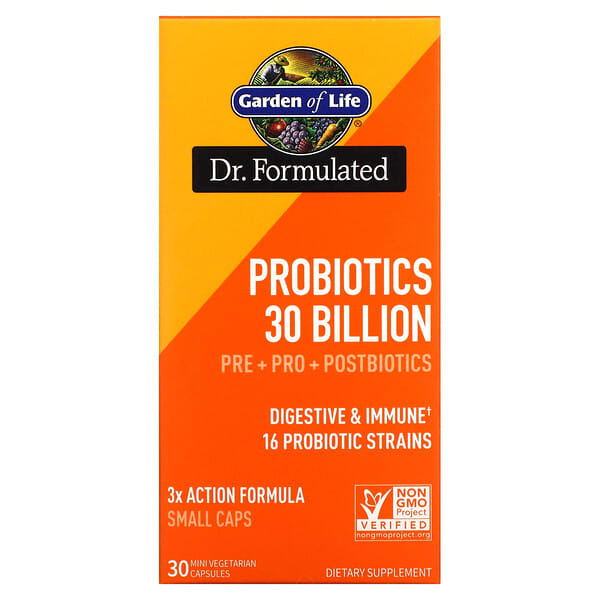 Garden of Life®
Dr. Formulated
PROBIOTICS
30 BILLION
PRE + PRO + POSTBIOTICS
DIGESTIVE & IMMUNE†
16 PROBIOTIC STRAINS
3x ACTION FORMULA
SMALL CAPS
NON
GMO
Project
VERIFIED
nongmoproject.org
30 MINI VEGETARIAN
CAPSULES
DIETARY SUPPLEMENT